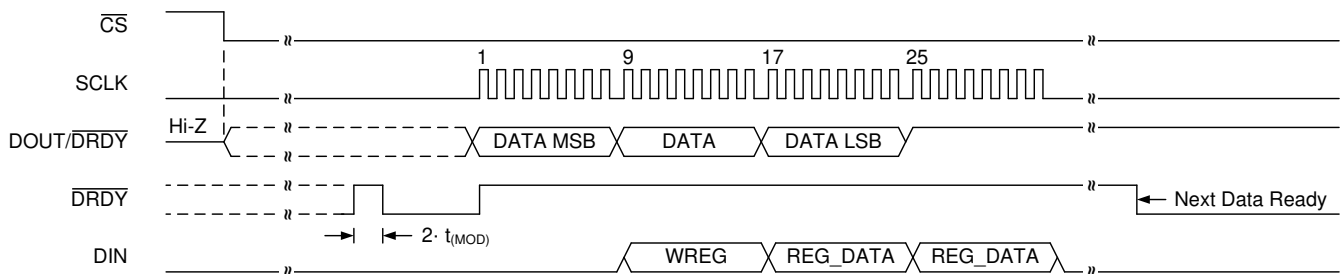 CS
SCLK 1 9 17 25
Hi-Z
DOUT/DRDY DATA MSB DATA DATA LSB
DRDY Next Data Ready
2· t(MOD)
DIN WREG REG_DATA REG_DATA